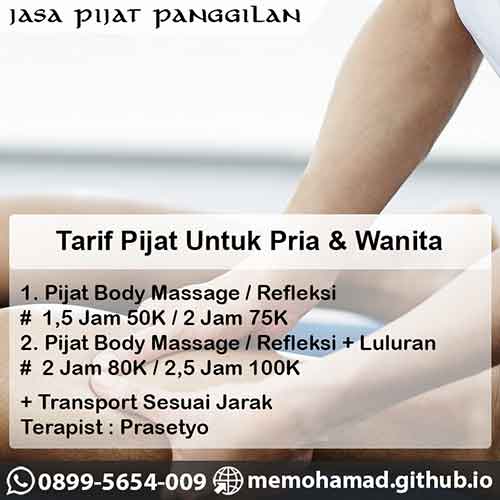 JASA PIJAT PANGGILAN
Tarif Pijat Untuk Pria & Wanita
1. Pijat Body Massage / Refleksi
# 1,5 Jam 50K / 2 Jam 75K
2. Pijat Body Massage / Refleksi + Luluran
# 2 Jam 80K / 2,5 Jam 100K
+ Transport Sesuai Jarak
Terapist : Prasetyo
0899-5654-009 memohamad.github.io